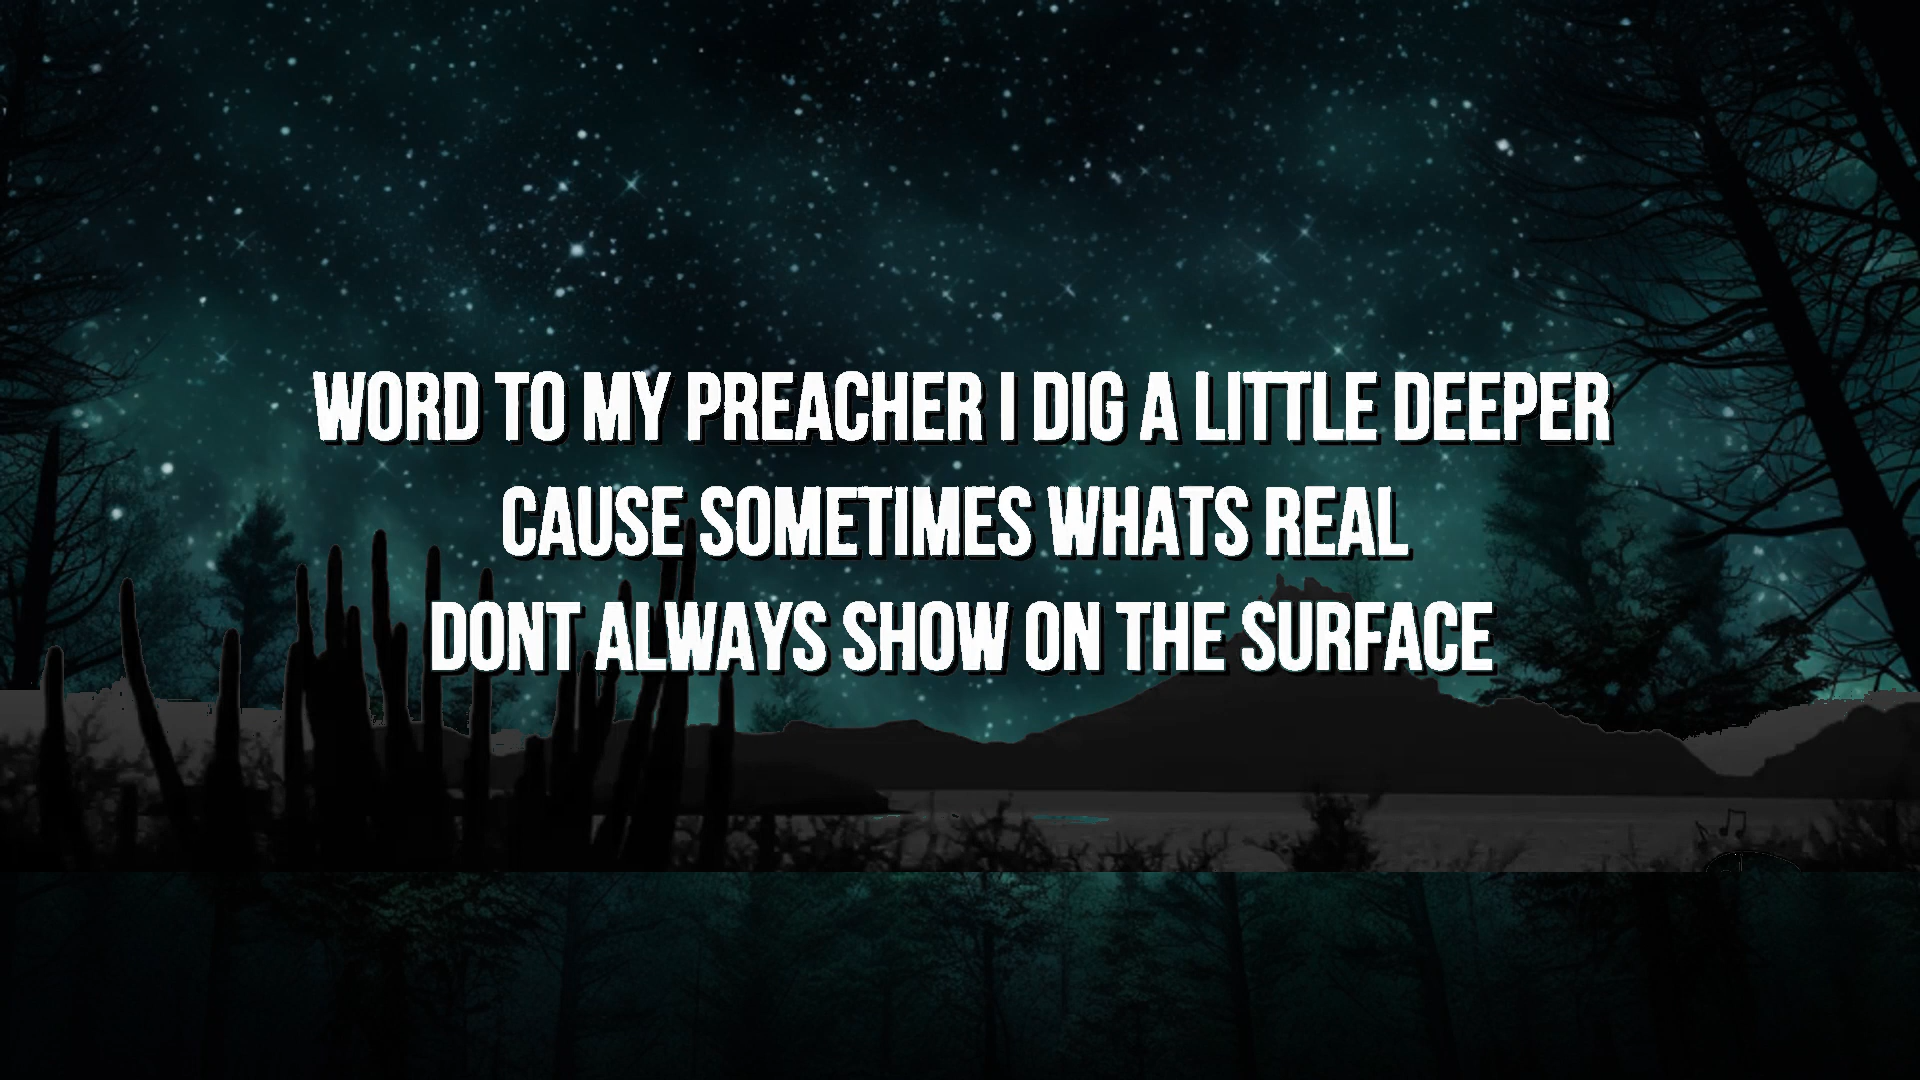 WORD TO MY PREACHER I DIG A LITTLE DEEPER
CAUSE SOMETIMES WHATS REAL
DONT ALWAYS SHOW ON THE SURFACE